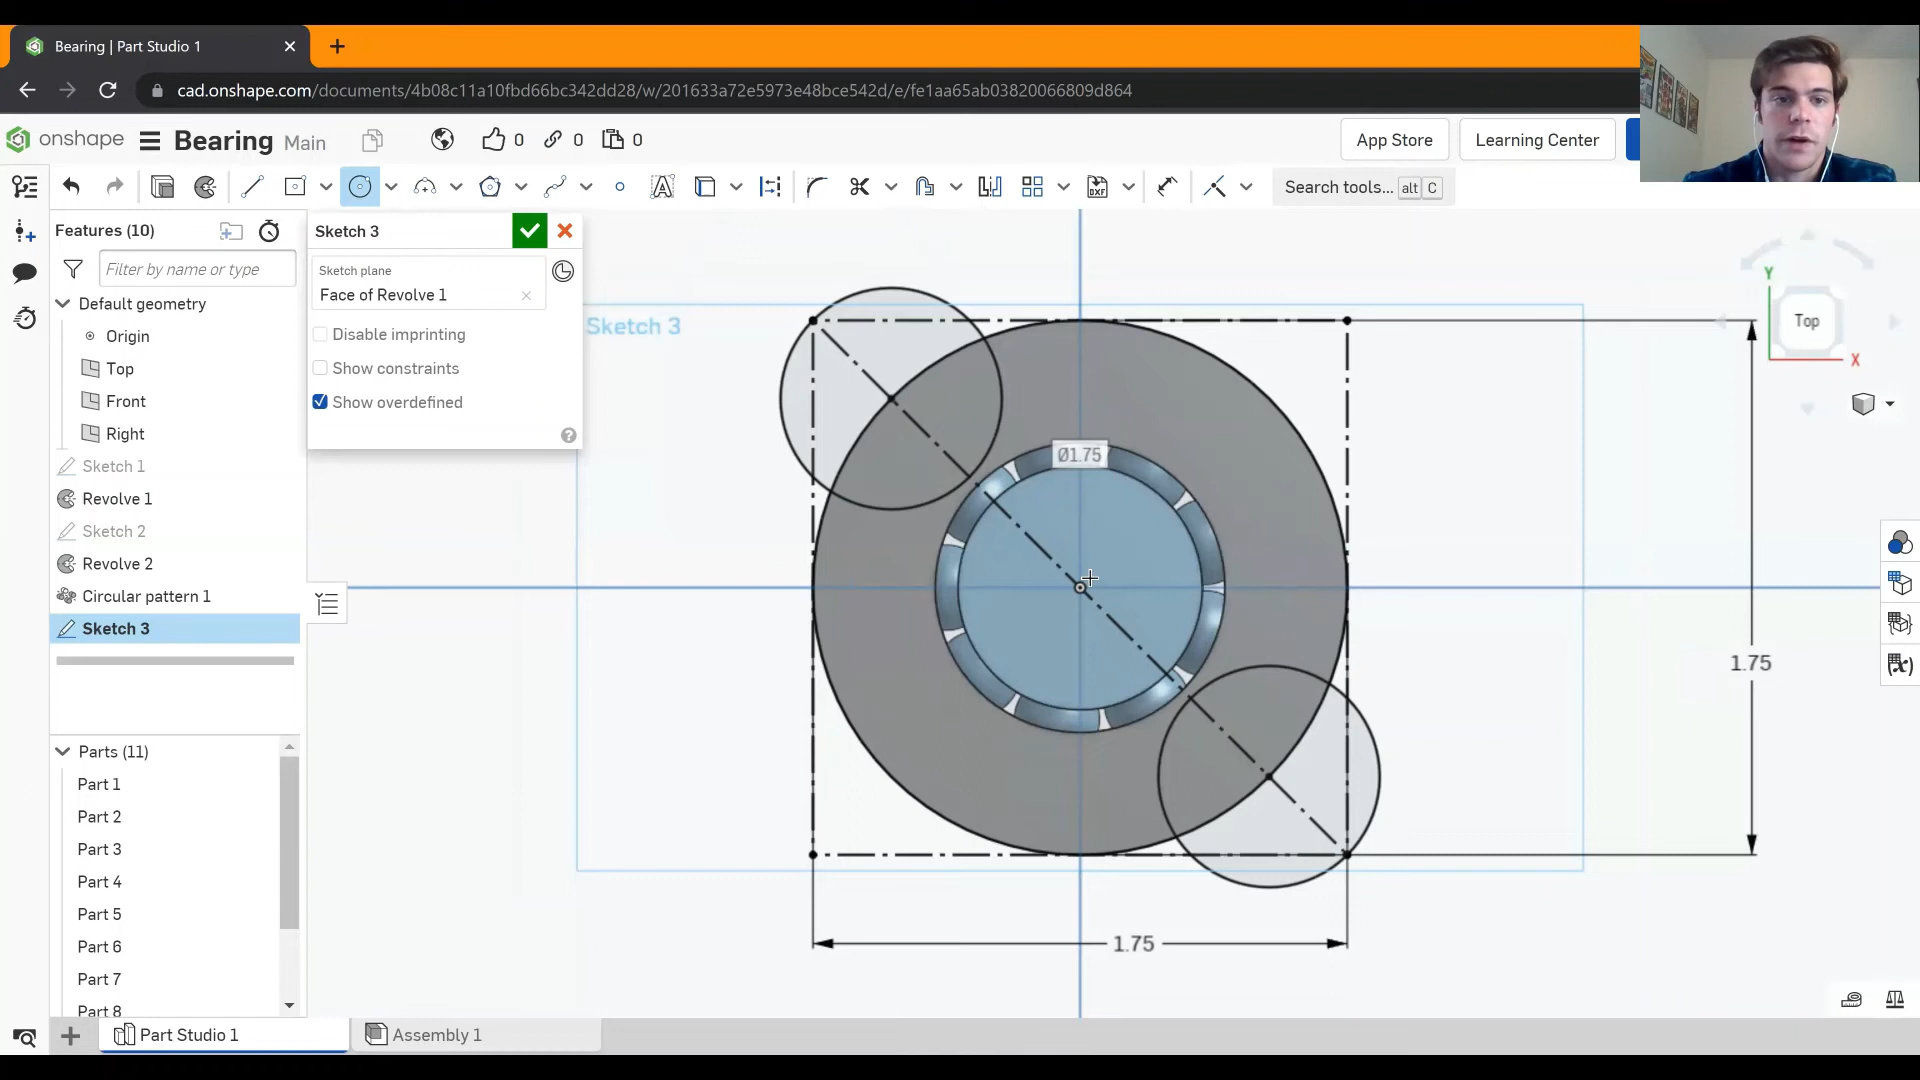 Bearing | Part Studio 1
cad.onshape.com/documents/4b08c11a10fbd66bc342dd28/w/201633a72e5973e48bce542d/e/fe1aa65ab03820066809d864
onshape Bearing Main 0 0 0 App Store Learning Center
Search tools... alt C
Features (10)
Filter by name or type
Default geometry
Origin
Top
Front
Right
Sketch 1
Revolve 1
Sketch 2
Revolve 2
Circular pattern 1
Sketch 3
Parts (11)
Part 1
Part 2
Part 3
Part 4
Part 5
Part 6
Part 7
Part 8
Sketch 3
Sketch plane
Face of Revolve 1
Disable imprinting
Show constraints
Show overdefined
Sketch 3
Ø1.75
1.75
1.75
Y
Top
X
Part Studio 1
Assembly 1